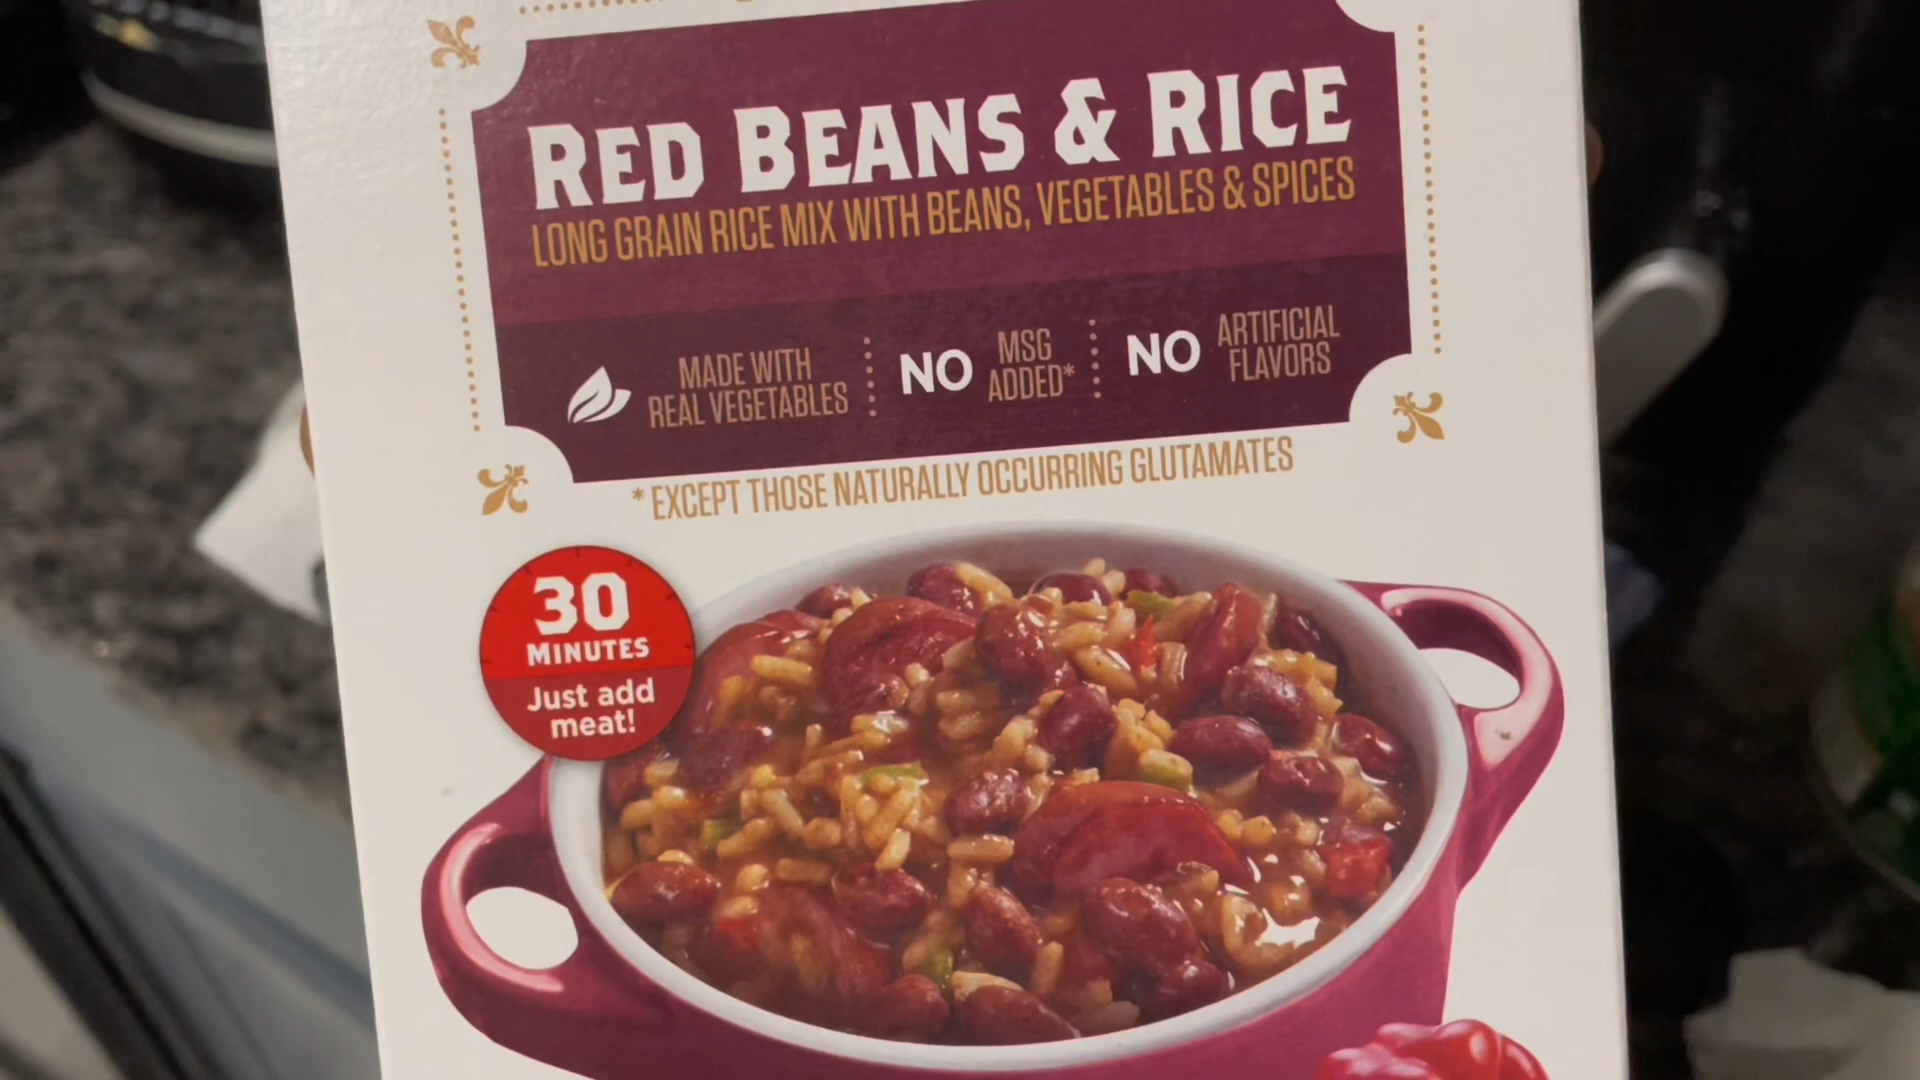 RED BEANS & RICE
LONG GRAIN RICE MIX WITH BEANS, VEGETABLES & SPICES
MADE WITH
REAL VEGETABLES
NO MSG
ADDED*
NO ARTIFICIAL
FLAVORS
* EXCEPT THOSE NATURALLY OCCURRING GLUTAMATES
30
MINUTES
Just add
meat!